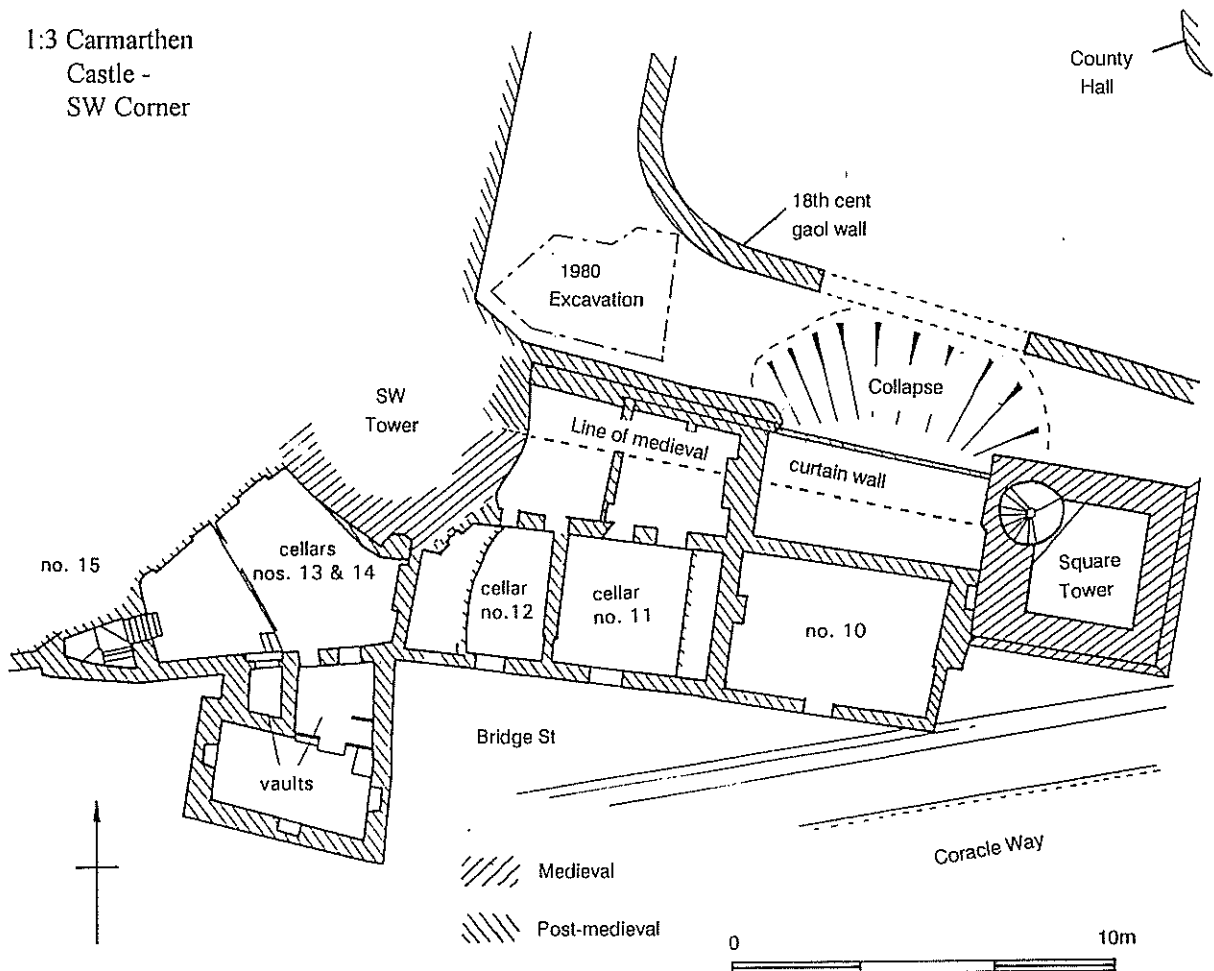 1:3 Carmarthen
Castle -
SW Corner
County
Hall
18th cent
gaol wall
1980
Excavation
SW
Tower
Collapse
Line of medieval
curtain wall
no. 15
cellars
nos. 13 & 14
cellar
no.12
cellar
no. 11
no. 10
Square
Tower
Bridge St
vaults
Coracle Way
Medieval
Post-medieval
0
10m